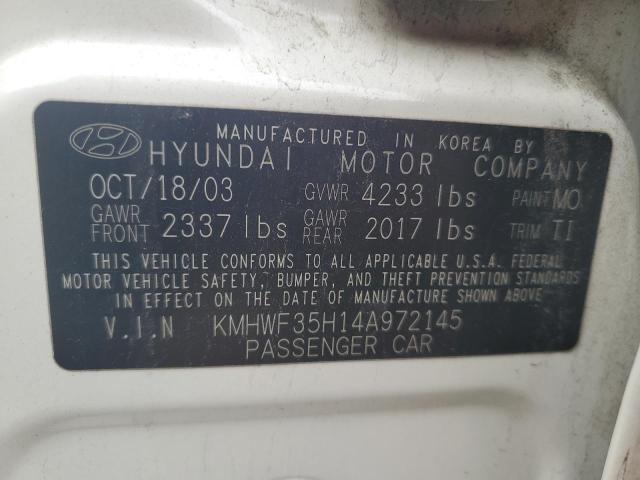 MANUFACTURED IN KOREA BY
HYUNDAI MOTOR COMPANY
OCT/18/03 GVWR 4233 lbs PAINT MO
GAWR FRONT 2337 lbs GAWR REAR 2017 lbs TRIM TI
THIS VEHICLE CONFORMS TO ALL APPLICABLE U.S.A. FEDERAL
MOTOR VEHICLE SAFETY, BUMPER, AND THEFT PREVENTION STANDARDS
IN EFFECT ON THE DATE OF MANUFACTURE SHOWN ABOVE
V.I.N KMHWF35H14A972145
PASSENGER CAR